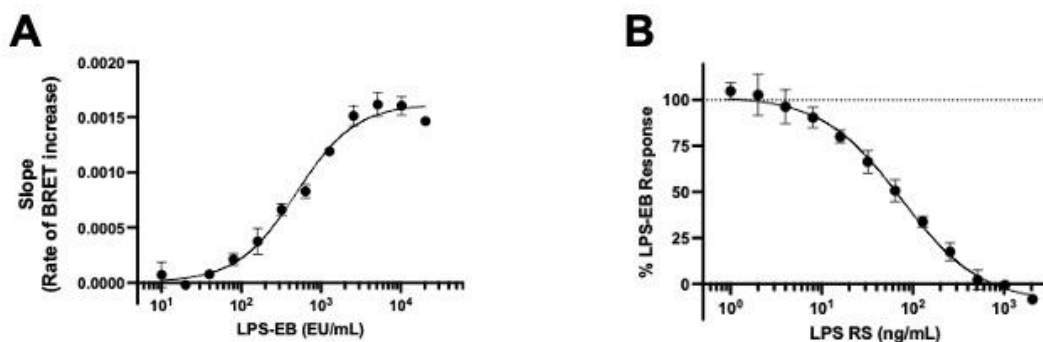 A
Slope
(Rate of BRET increase)
0.0020
0.0015
0.0010
0.0005
0.0000
10¹
10²
10³
10⁴
LPS-EB (EU/mL)
B
% LPS-EB Response
100
75
50
25
0
10⁰
10¹
10²
10³
LPS RS (ng/mL)